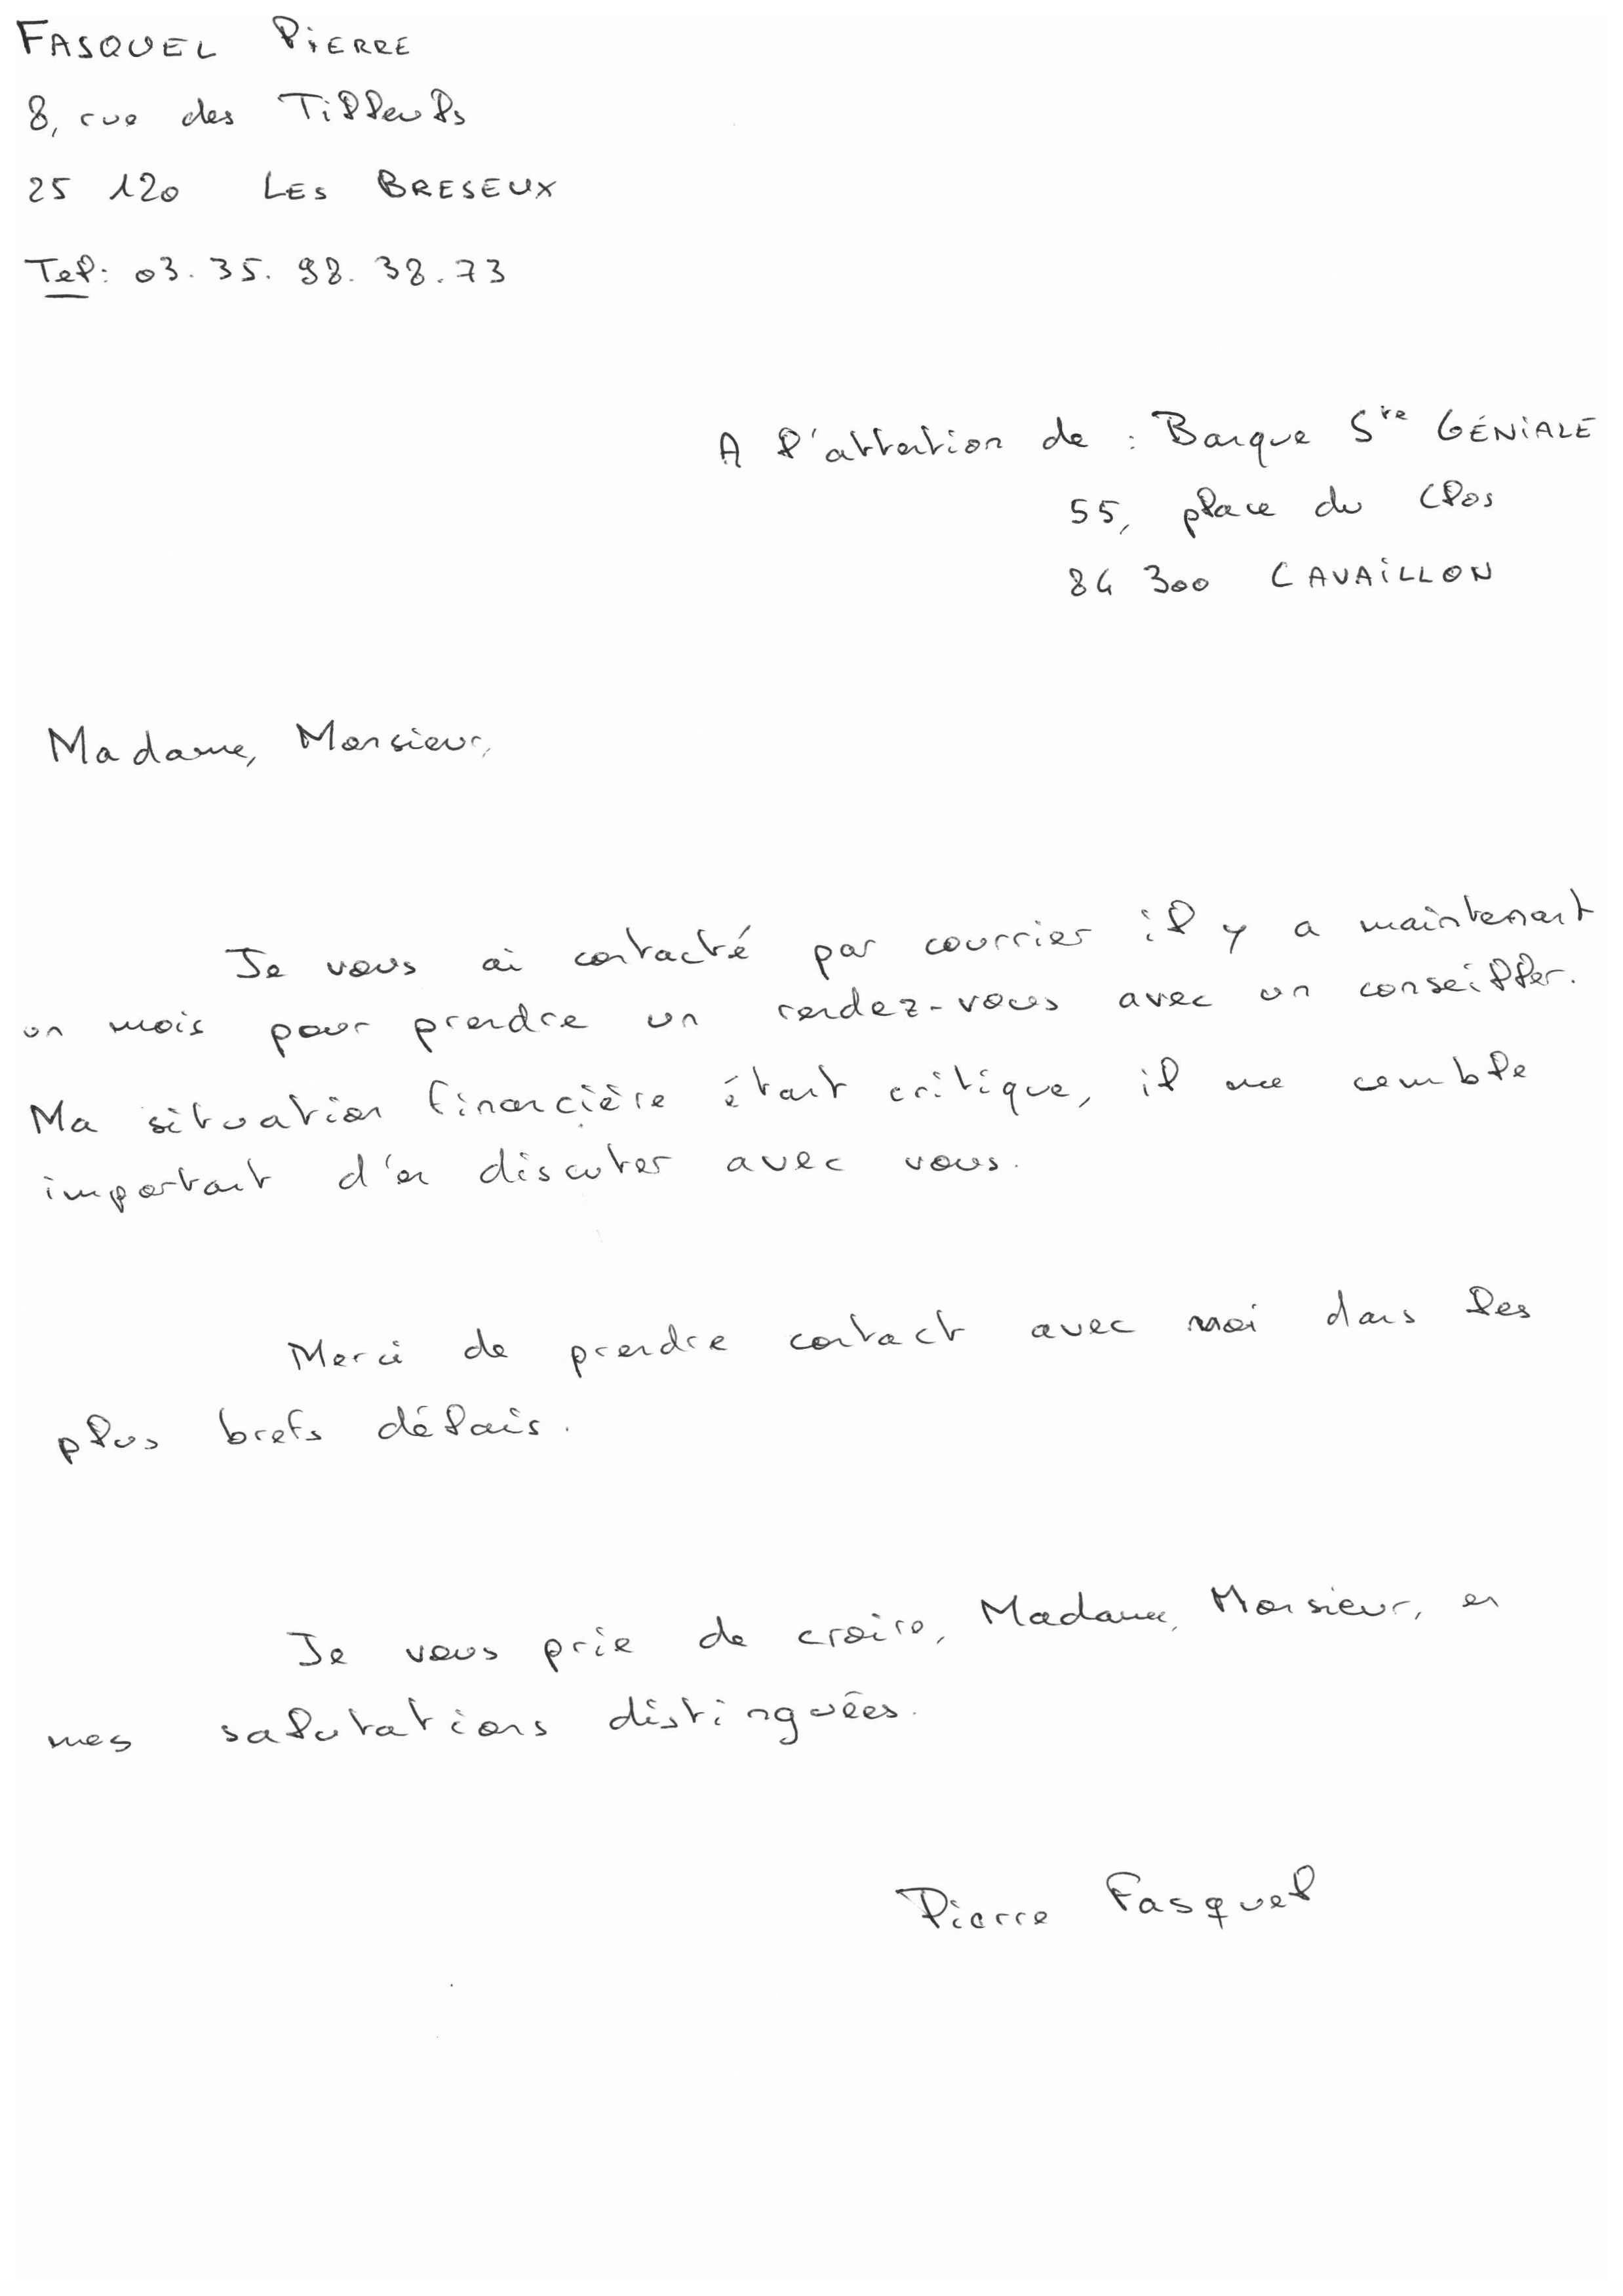 FASQUEL PIERRE
8, rue des Tilleuls
25 120 LES BRESEUX
Tel: 03.35.98.38.73
A l'attention de : Banque Ste GÉNIALE
55, place du Clos
84 300 CAVAILLON
Madame, Monsieur,
Je vous ai contacté par courrier il y a maintenant
un mois pour prendre un rendez-vous avec un conseiller.
Ma situation financière étant critique, il me cemble
important d'en discuter avec vous.
Merci de prendre contact avec moi dans les
plus brefs délais.
Je vous prie de croire, Madame, Monsieur, en
mes salutations distinguées.
Pierre Fasquel